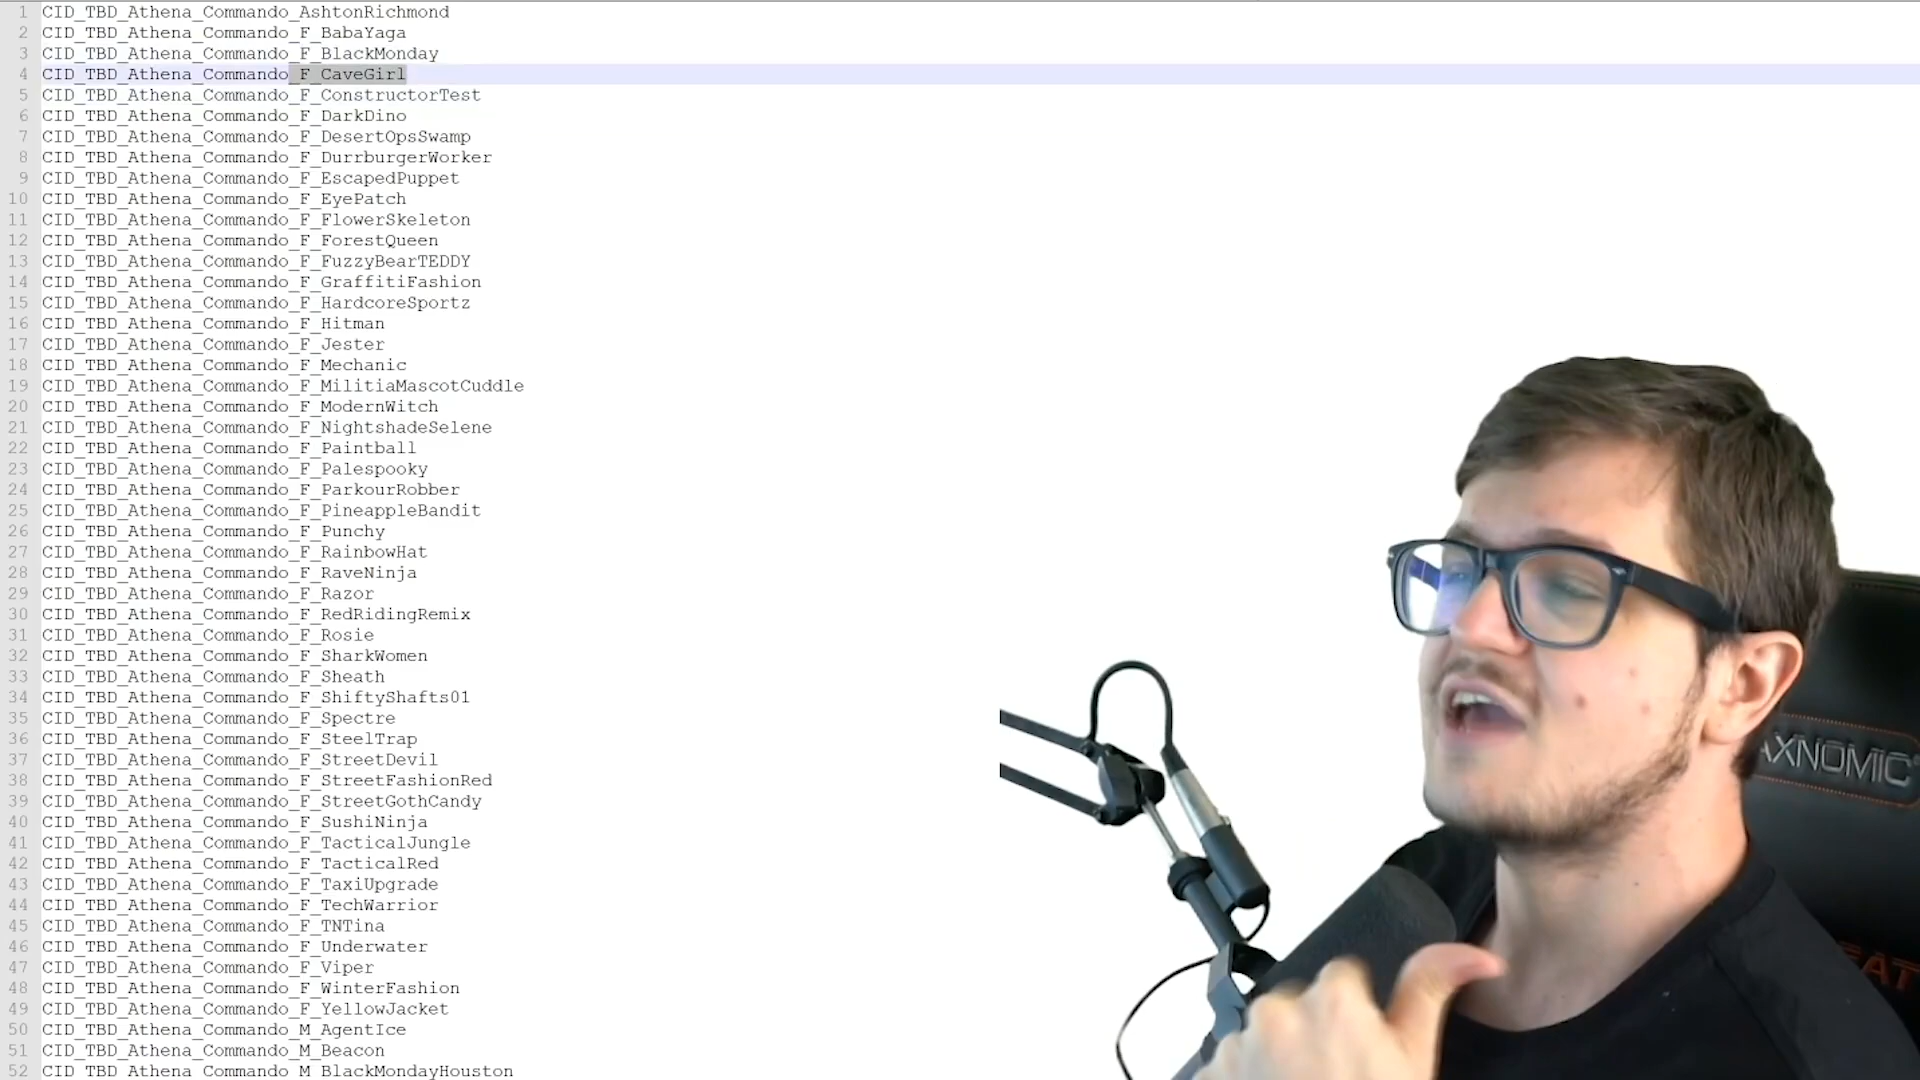 1 CID_TBD_Athena_Commando_AshtonRichmond
2 CID_TBD_Athena_Commando_F_BabaYaga
3 CID_TBD_Athena_Commando_F_BlackMonday
4 CID_TBD_Athena_Commando_F_CaveGirl
5 CID_TBD_Athena_Commando_F_ConstructorTest
6 CID_TBD_Athena_Commando_F_DarkDino
7 CID_TBD_Athena_Commando_F_DesertOpsSwamp
8 CID_TBD_Athena_Commando_F_DurrburgerWorker
9 CID_TBD_Athena_Commando_F_EscapedPuppet
10 CID_TBD_Athena_Commando_F_EyePatch
11 CID_TBD_Athena_Commando_F_FlowerSkeleton
12 CID_TBD_Athena_Commando_F_ForestQueen
13 CID_TBD_Athena_Commando_F_FuzzyBearTEDDY
14 CID_TBD_Athena_Commando_F_GraffitiFashion
15 CID_TBD_Athena_Commando_F_HardcoreSportz
16 CID_TBD_Athena_Commando_F_Hitman
17 CID_TBD_Athena_Commando_F_Jester
18 CID_TBD_Athena_Commando_F_Mechanic
19 CID_TBD_Athena_Commando_F_MilitiaMascotCuddle
20 CID_TBD_Athena_Commando_F_ModernWitch
21 CID_TBD_Athena_Commando_F_NightshadeSelene
22 CID_TBD_Athena_Commando_F_Paintball
23 CID_TBD_Athena_Commando_F_Palespooky
24 CID_TBD_Athena_Commando_F_ParkourRobber
25 CID_TBD_Athena_Commando_F_PineappleBandit
26 CID_TBD_Athena_Commando_F_Punchy
27 CID_TBD_Athena_Commando_F_RainbowHat
28 CID_TBD_Athena_Commando_F_RaveNinja
29 CID_TBD_Athena_Commando_F_Razor
30 CID_TBD_Athena_Commando_F_RedRidingRemix
31 CID_TBD_Athena_Commando_F_Rosie
32 CID_TBD_Athena_Commando_F_SharkWomen
33 CID_TBD_Athena_Commando_F_Sheath
34 CID_TBD_Athena_Commando_F_ShiftyShafts01
35 CID_TBD_Athena_Commando_F_Spectre
36 CID_TBD_Athena_Commando_F_SteelTrap
37 CID_TBD_Athena_Commando_F_StreetDevil
38 CID_TBD_Athena_Commando_F_StreetFashionRed
39 CID_TBD_Athena_Commando_F_StreetGothCandy
40 CID_TBD_Athena_Commando_F_SushiNinja
41 CID_TBD_Athena_Commando_F_TacticalJungle
42 CID_TBD_Athena_Commando_F_TacticalRed
43 CID_TBD_Athena_Commando_F_TaxiUpgrade
44 CID_TBD_Athena_Commando_F_TechWarrior
45 CID_TBD_Athena_Commando_F_TNTina
46 CID_TBD_Athena_Commando_F_Underwater
47 CID_TBD_Athena_Commando_F_Viper
48 CID_TBD_Athena_Commando_F_WinterFashion
49 CID_TBD_Athena_Commando_F_YellowJacket
50 CID_TBD_Athena_Commando_M_AgentIce
51 CID_TBD_Athena_Commando_M_Beacon
52 CID_TBD_Athena_Commando_M_BlackMondayHouston
AXNOMIC
EAT